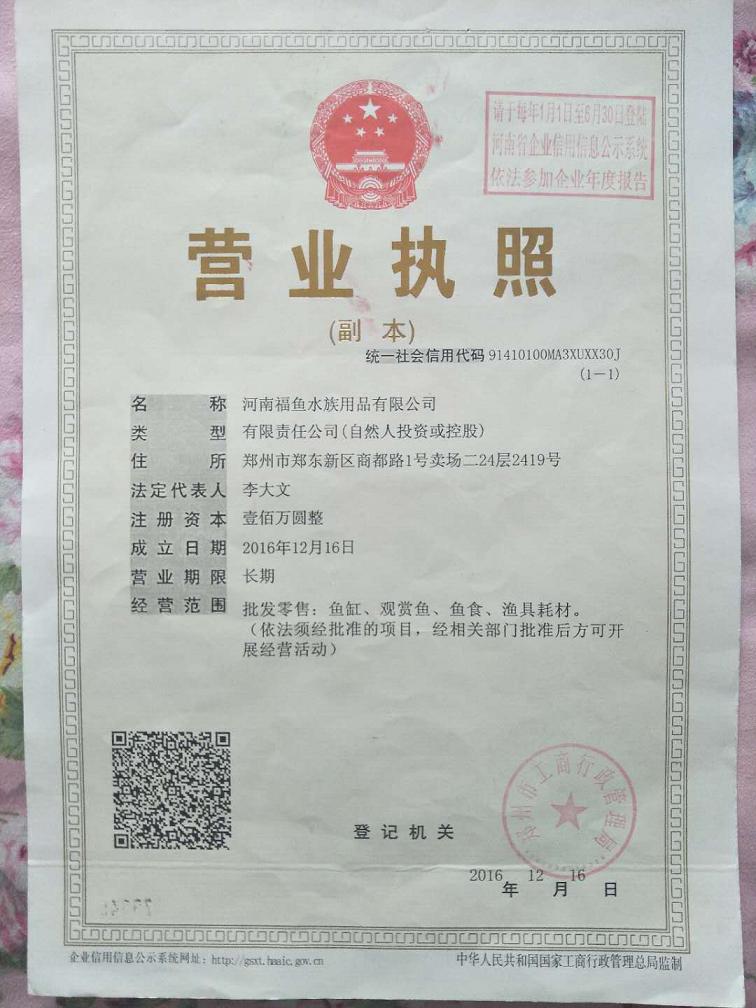 请于每年1月1日至6月30日登陆
河南省企业信用信息公示系统
依法参加企业年度报告
营业执照
(副 本)
统一社会信用代码 91410100MA3XUXX30J
(1—1)
名 称 河南福鱼水族用品有限公司
类 型 有限责任公司(自然人投资或控股)
住 所 郑州市郑东新区商都路1号卖场二24层2419号
法定代表人 李大文
注册资本 壹佰万圆整
成立日期 2016年12月16日
营业期限 长期
经营范围 批发零售：鱼缸、观赏鱼、鱼食、渔具耗材。
（依法须经批准的项目，经相关部门批准后方可开
展经营活动）
郑州市工商行政管理局
登记机关
2016 12 16
年 月 日
企业信用信息公示系统网址：http://gsxt.haaic.gov.cn
中华人民共和国国家工商行政管理总局监制